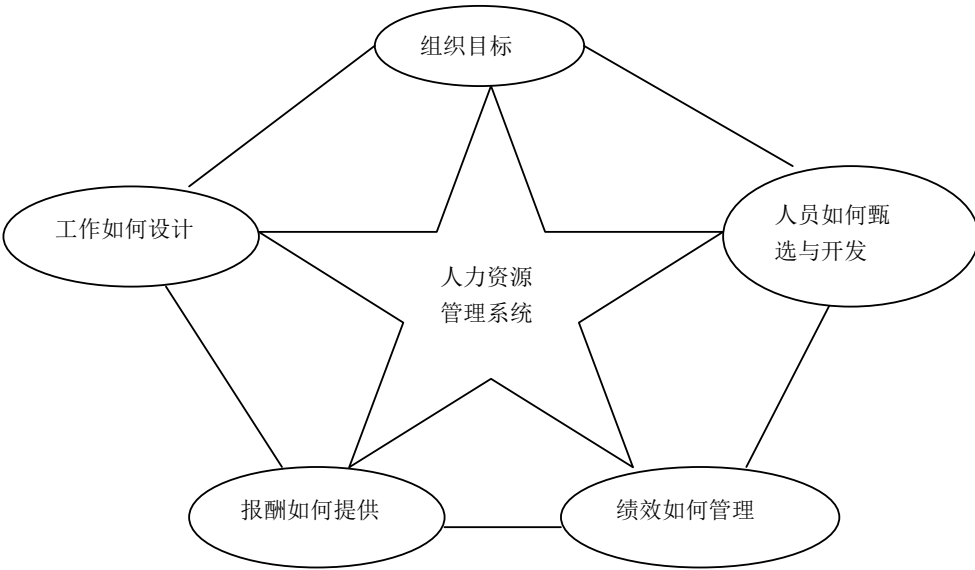 组织目标
工作如何设计
人员如何甄
选与开发
人力资源
管理系统
报酬如何提供
绩效如何管理